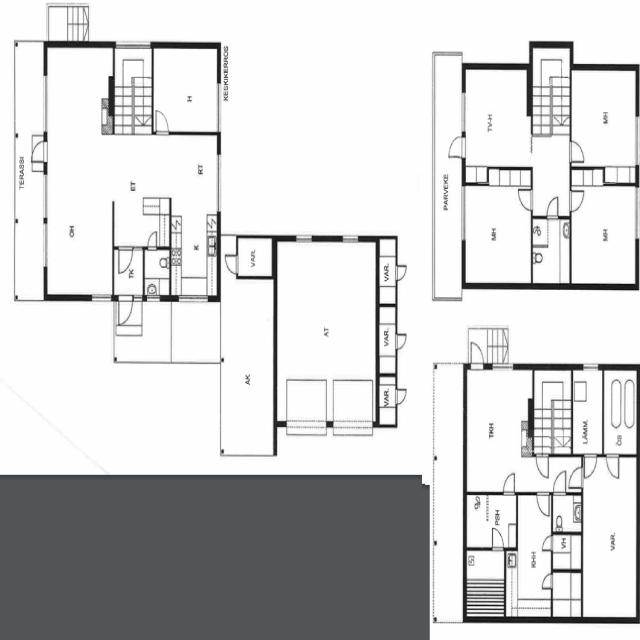 KESKIKERROS
TERASSI
H
RT
ET
OH
K
TK
VAR.
AK
AT
VAR.
VAR.
VAR.
PARVEKE
TV-H
MH
MH
MH
TKH
LÄMM.
ÖS
PSH
KHH
VH
VAR.
S